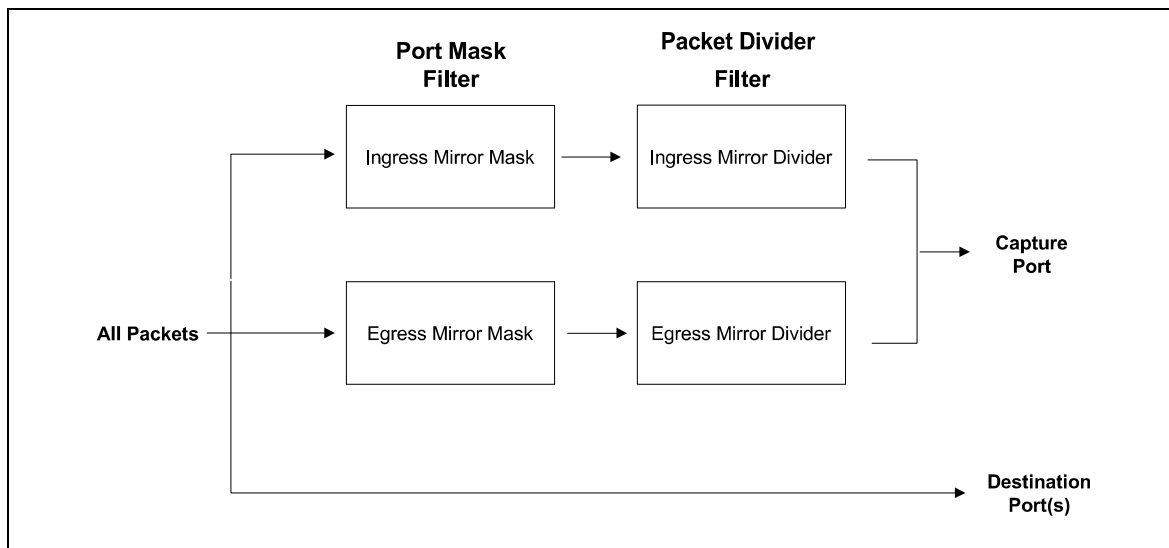 Port Mask
Filter
Packet Divider
Filter
Ingress Mirror Mask
Ingress Mirror Divider
Capture
Port
All Packets
Egress Mirror Mask
Egress Mirror Divider
Destination
Port(s)